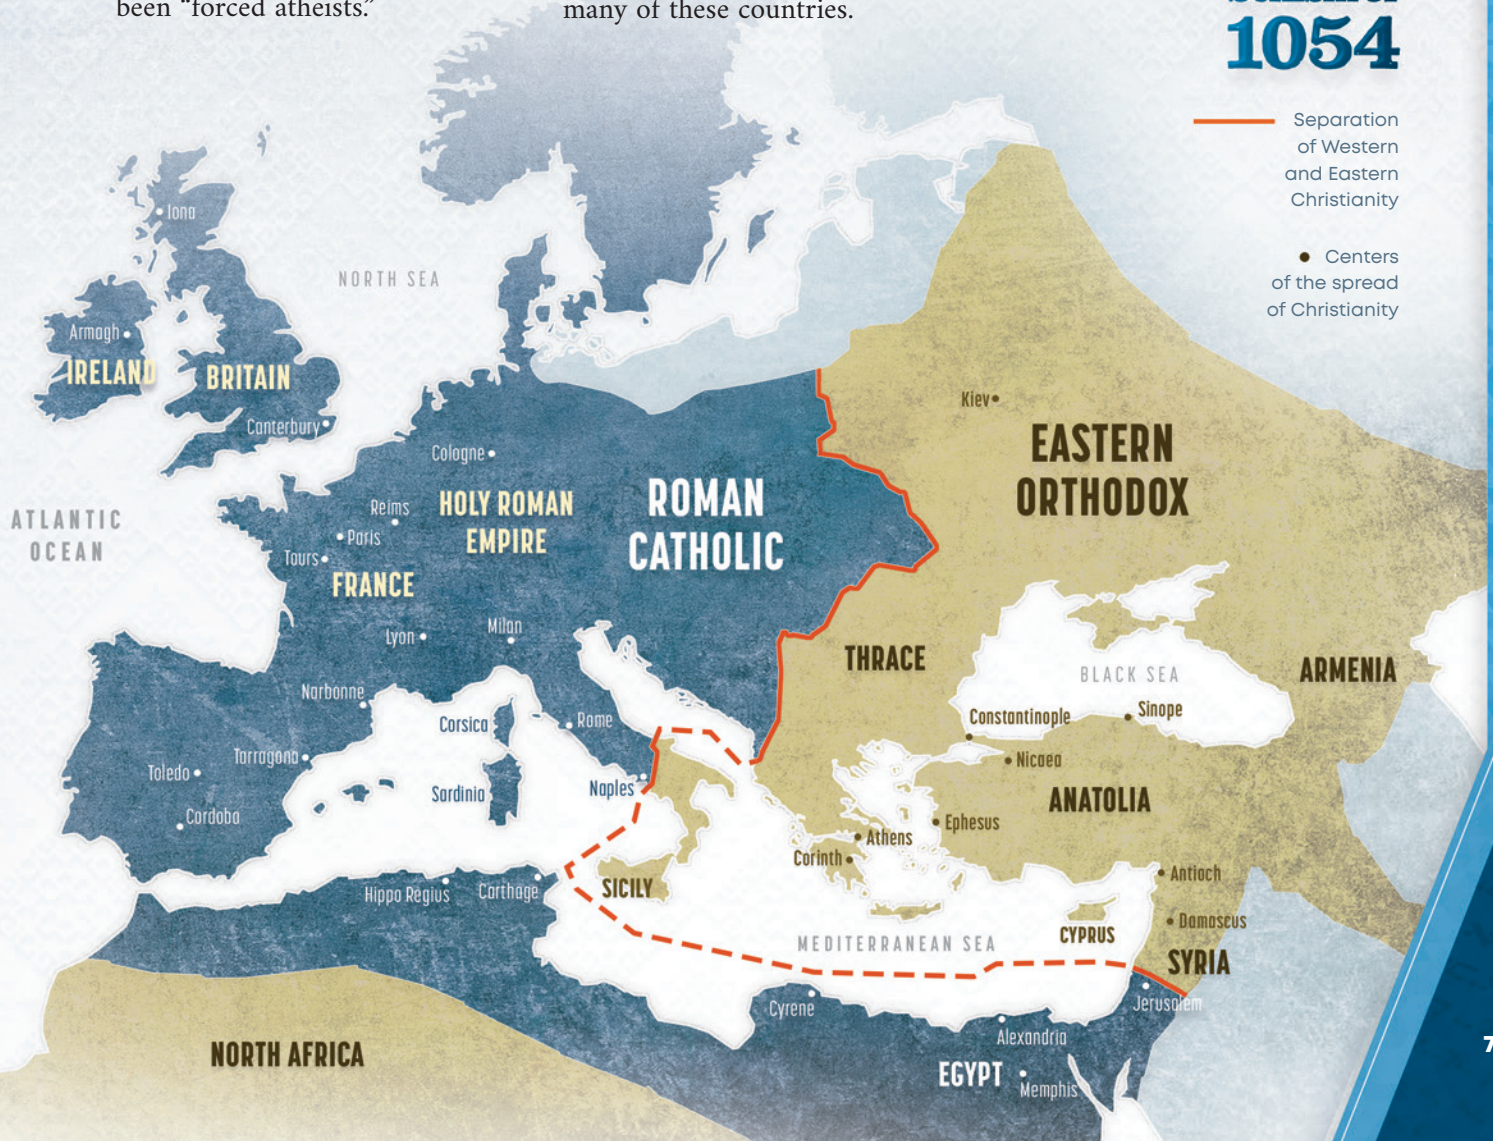 been “forced atheists.”
many of these countries.
1054
Separation
of Western
and Eastern
Christianity
Centers
of the spread
of Christianity
Iona
NORTH SEA
Armagh
IRELAND
BRITAIN
Canterbury
Kiev
Cologne
EASTERN
ORTHODOX
HOLY ROMAN
EMPIRE
ROMAN
CATHOLIC
ATLANTIC
OCEAN
Reims
Paris
Tours
FRANCE
Lyon
Milan
THRACE
BLACK SEA
ARMENIA
Narbonne
Corsica
Rome
Constantinople
Sinope
Tarragona
Toledo
Nicaea
Sardinia
Naples
ANATOLIA
Cordoba
Ephesus
Athens
Corinth
Antioch
Hippo Regius
Carthage
SICILY
Damascus
CYPRUS
MEDITERRANEAN SEA
SYRIA
Cyrene
Jerusalem
Alexandria
NORTH AFRICA
EGYPT
Memphis
7